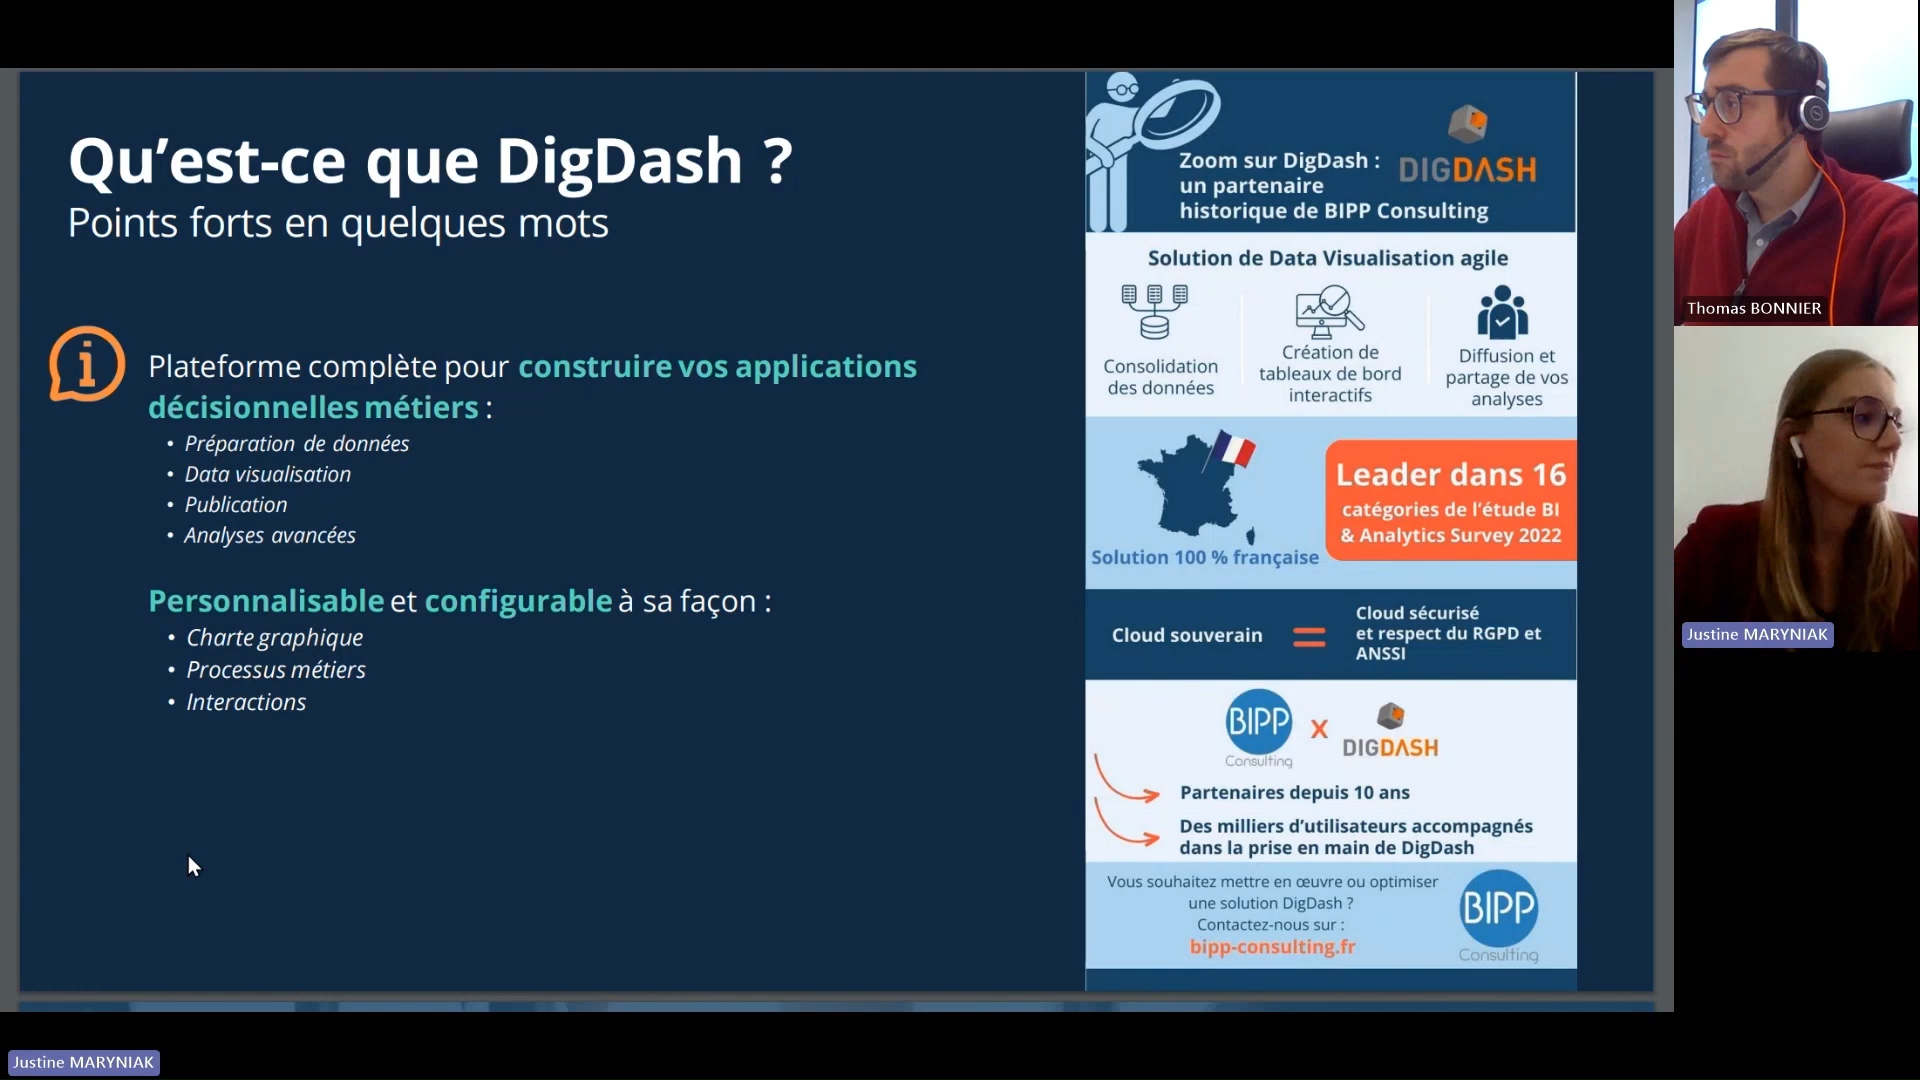 Qu’est-ce que DigDash ?
Points forts en quelques mots
Plateforme complète pour construire vos applications
décisionnelles métiers :
• Préparation de données
• Data visualisation
• Publication
• Analyses avancées
Personnalisable et configurable à sa façon :
• Charte graphique
• Processus métiers
• Interactions
Zoom sur DigDash :
un partenaire
historique de BIPP Consulting
DIGDASH
Solution de Data Visualisation agile
Consolidation
des données
Création de
tableaux de bord
interactifs
Diffusion et
partage de vos
analyses
Solution 100 % française
Leader dans 16
catégories de l’étude BI
& Analytics Survey 2022
Cloud souverain
=
Cloud sécurisé
et respect du RGPD et
ANSSI
BIPP
Consulting
X
DIGDASH
Partenaires depuis 10 ans
Des milliers d’utilisateurs accompagnés
dans la prise en main de DigDash
Vous souhaitez mettre en œuvre ou optimiser
une solution DigDash ?
Contactez-nous sur :
bipp-consulting.fr
BIPP
Consulting
Thomas BONNIER
Justine MARYNIAK
Justine MARYNIAK